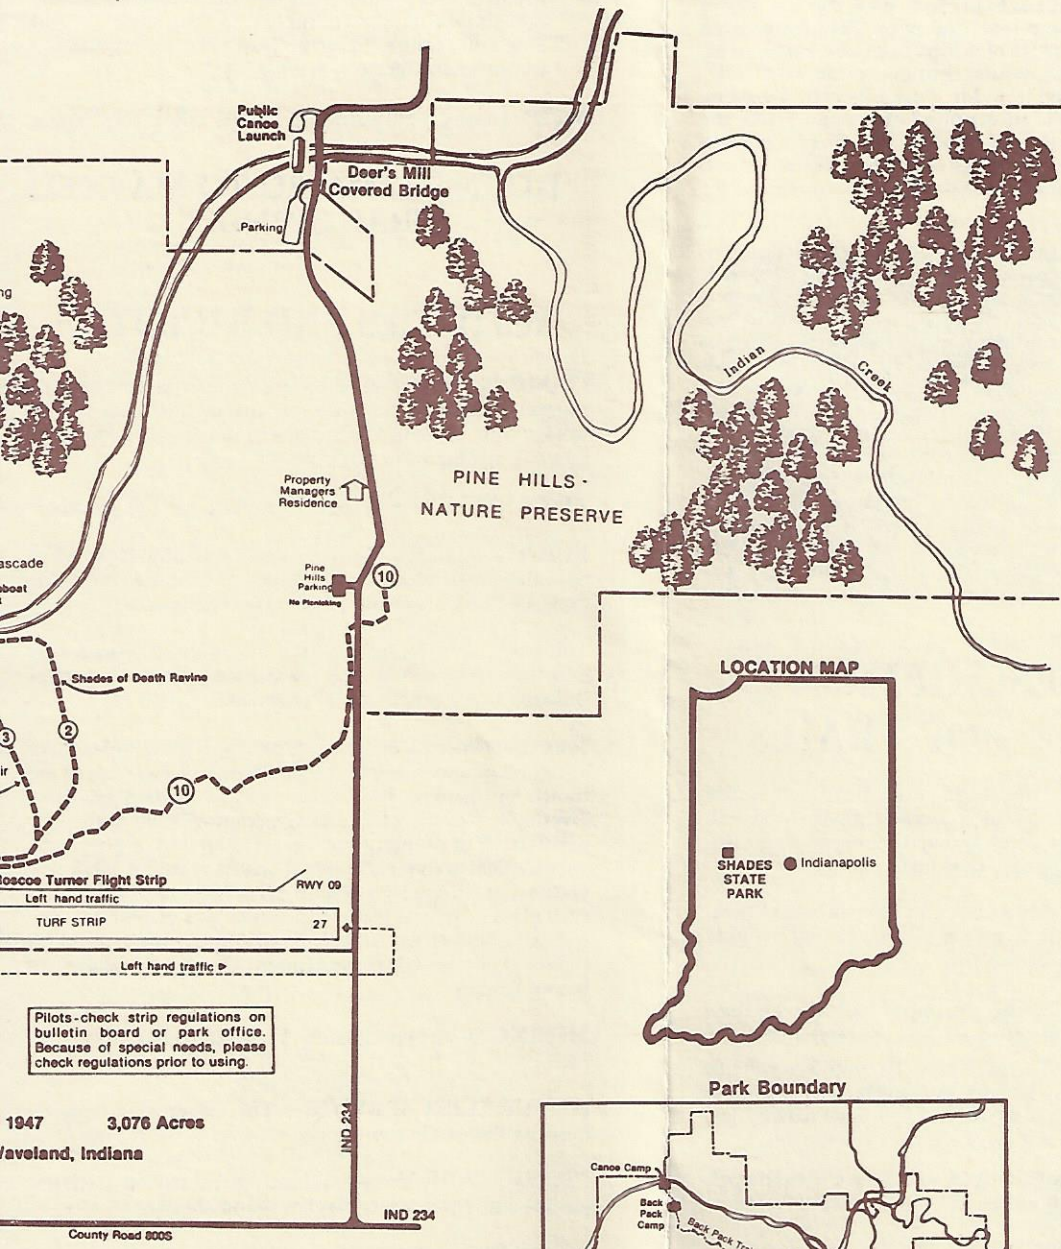 Public
Canoe
Launch
Deer's Mill
Covered Bridge
Parking
ng
Indian Creek
Property
Managers
Residence
PINE HILLS -
NATURE PRESERVE
ascade
boat
Pine
Hills
Parking
No Picnicking
10
LOCATION MAP
Shades of Death Ravine
3
2
ir
10
SHADES
STATE
PARK
Indianapolis
Roscoe Turner Flight Strip
RWY 09
Left hand traffic
TURF STRIP
27
Left hand traffic
Pilots-check strip regulations on
bulletin board or park office.
Because of special needs, please
check regulations prior to using.
Park Boundary
1947 3,076 Acres
Waveland, Indiana
IND 234
Canoe Camp
Back
Pack
Camp
Back Pack Tra
IND 234
County Road 800S